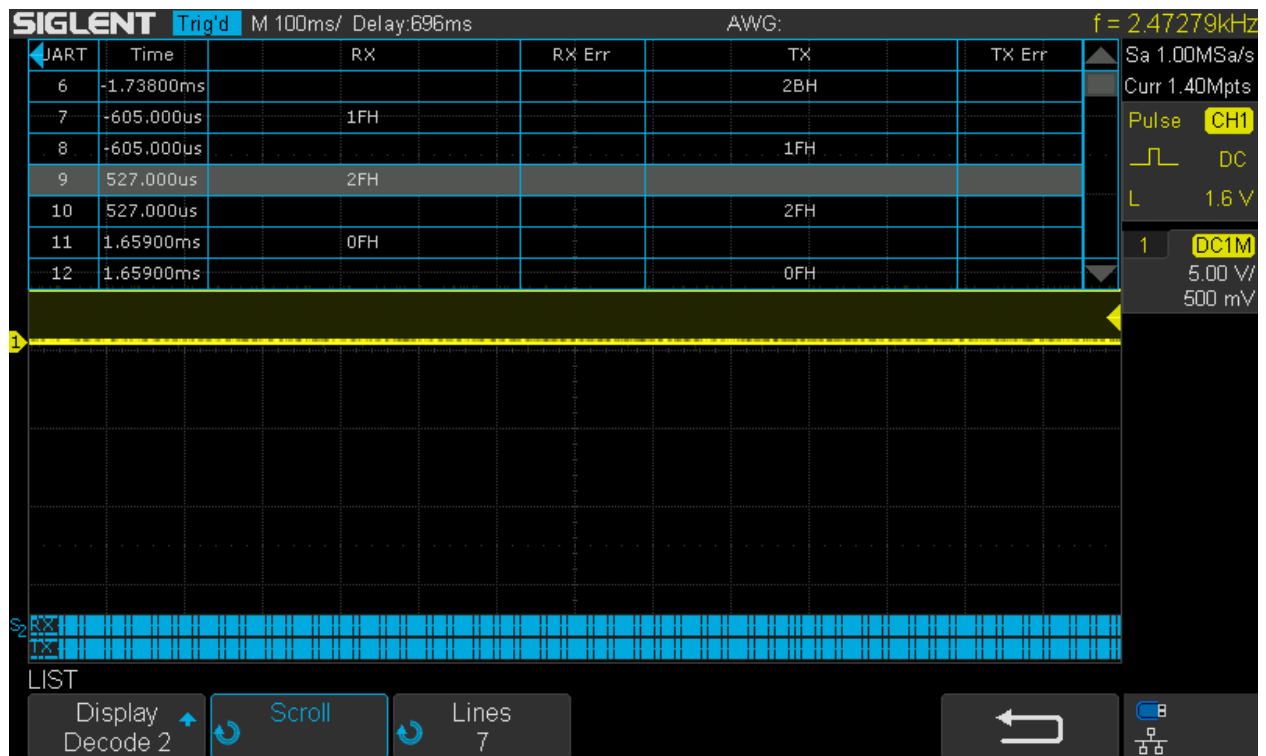 SIGLENT Trig'd M 100ms/ Delay:696ms AWG: f = 2.47279kHz
UART Time RX RX Err TX TX Err
6 -1.73800ms 2BH
7 -605.000us 1FH
8 -605.000us 1FH
9 527.000us 2FH
10 527.000us 2FH
11 1.65900ms 0FH
12 1.65900ms 0FH
Sa 1.00MSa/s
Curr 1.40Mpts
Pulse CH1
DC
L 1.6 V
1 DC1M
5.00 V/
500 mV
1
S2 RX
TX
LIST
Display
Decode 2
Scroll
Lines
7